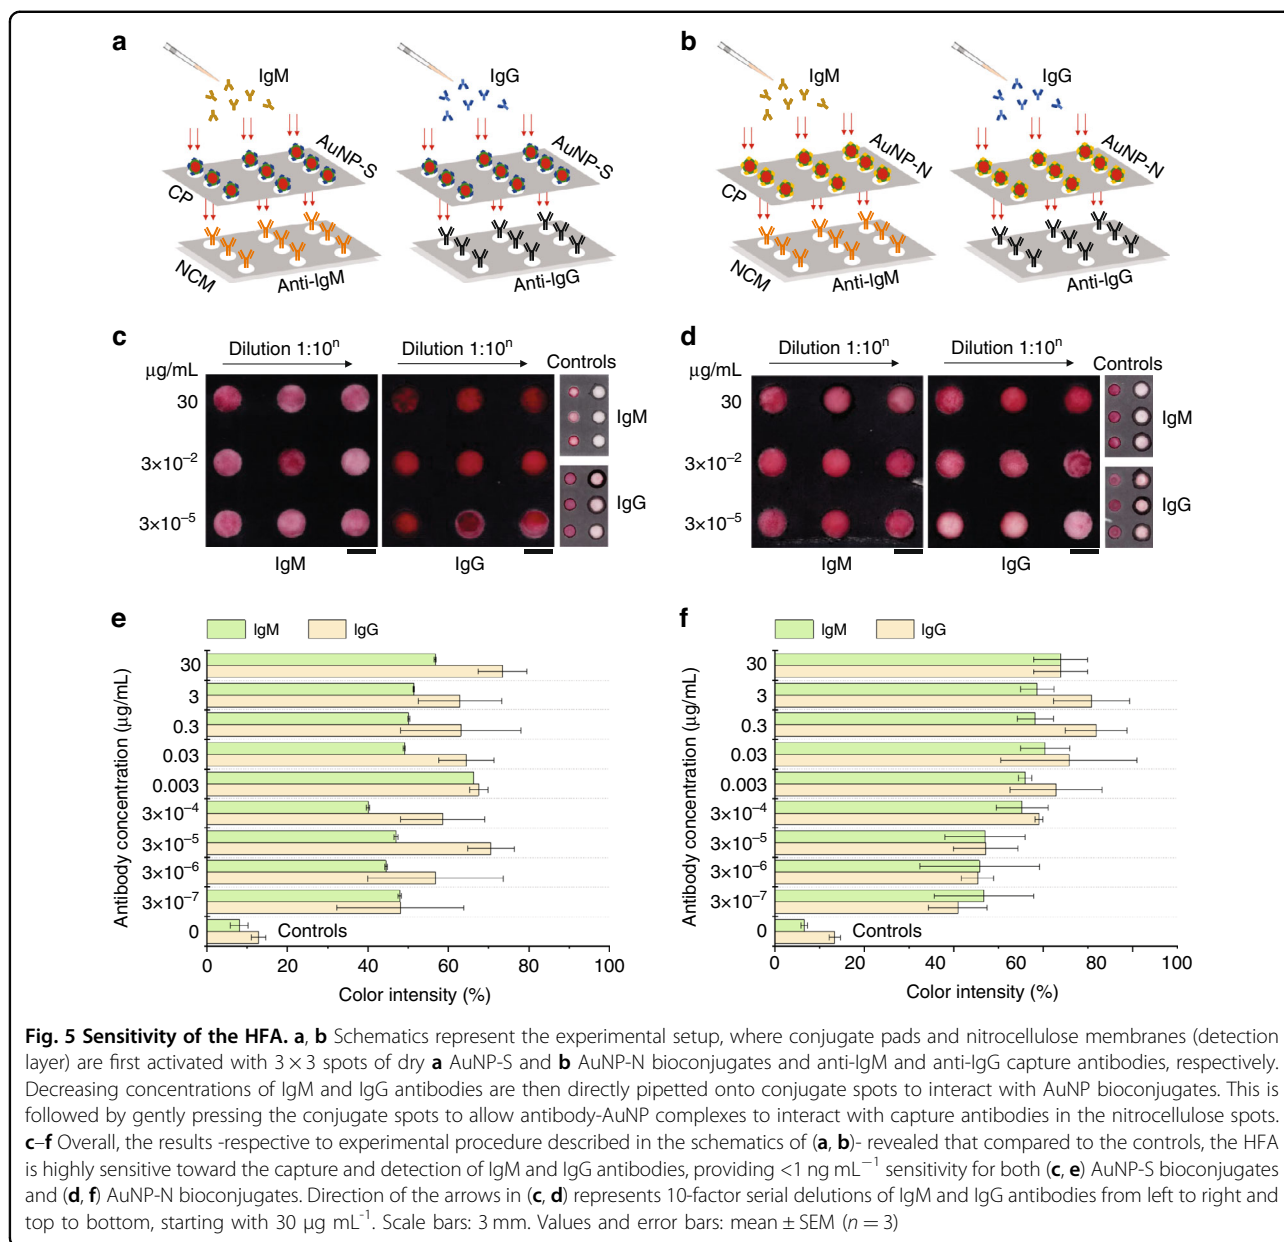 a
IgM
IgG
AuNP-S
AuNP-S
CP
NCM
Anti-IgM
Anti-IgG
b
IgM
IgG
AuNP-N
AuNP-N
CP
NCM
Anti-IgM
Anti-IgG
c
Dilution 1:10ⁿ
Dilution 1:10ⁿ
Controls
µg/mL
30
3×10⁻²
3×10⁻⁵
IgM
IgG
IgM
IgG
d
Dilution 1:10ⁿ
Dilution 1:10ⁿ
Controls
µg/mL
30
3×10⁻²
3×10⁻⁵
IgM
IgG
IgM
IgG
e
IgM
IgG
Antibody concentration (µg/mL)
30
3
0.3
0.03
0.003
3×10⁻⁴
3×10⁻⁵
3×10⁻⁶
3×10⁻⁷
0
Controls
0 20 40 60 80 100
Color intensity (%)
f
IgM
IgG
Antibody concentration (µg/mL)
30
3
0.3
0.03
0.003
3×10⁻⁴
3×10⁻⁵
3×10⁻⁶
3×10⁻⁷
0
Controls
0 20 40 60 80 100
Color intensity (%)
Fig. 5 Sensitivity of the HFA. a, b Schematics represent the experimental setup, where conjugate pads and nitrocellulose membranes (detection
layer) are first activated with 3 × 3 spots of dry a AuNP-S and b AuNP-N bioconjugates and anti-IgM and anti-IgG capture antibodies, respectively.
Decreasing concentrations of IgM and IgG antibodies are then directly pipetted onto conjugate spots to interact with AuNP bioconjugates. This is
followed by gently pressing the conjugate spots to allow antibody-AuNP complexes to interact with capture antibodies in the nitrocellulose spots.
c–f Overall, the results -respective to experimental procedure described in the schematics of (a, b)- revealed that compared to the controls, the HFA
is highly sensitive toward the capture and detection of IgM and IgG antibodies, providing <1 ng mL⁻¹ sensitivity for both (c, e) AuNP-S bioconjugates
and (d, f) AuNP-N bioconjugates. Direction of the arrows in (c, d) represents 10-factor serial delutions of IgM and IgG antibodies from left to right and
top to bottom, starting with 30 µg mL⁻¹. Scale bars: 3 mm. Values and error bars: mean ± SEM (n = 3)